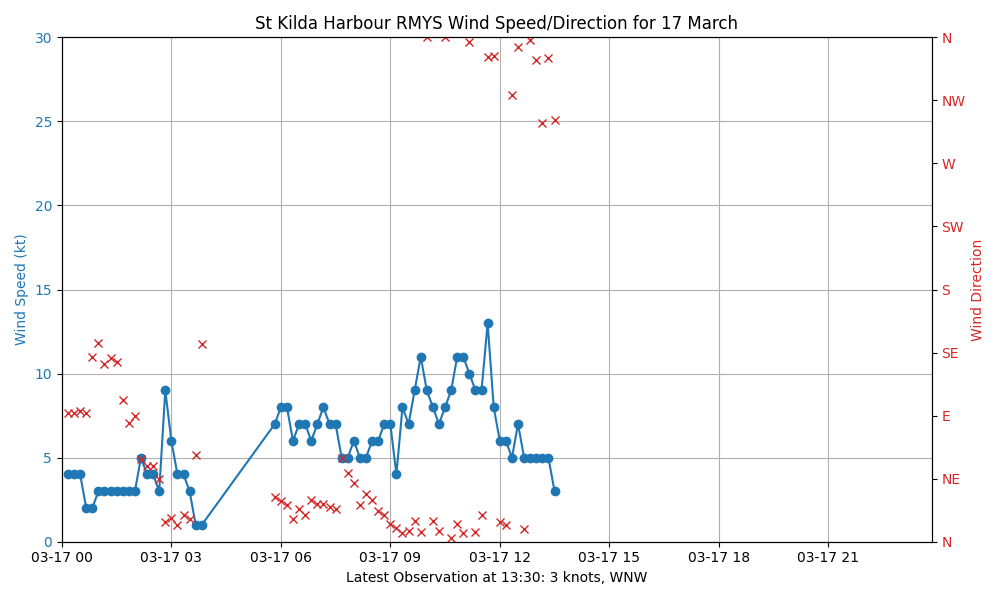 St Kilda Harbour RMYS Wind Speed/Direction for 17 March
Wind Speed (kt)
30
25
20
15
10
5
0
N
NW
W
SW
S
SE
E
NE
N
Wind Direction
03-17 00
03-17 03
03-17 06
03-17 09
03-17 12
03-17 15
03-17 18
03-17 21
Latest Observation at 13:30: 3 knots, WNW